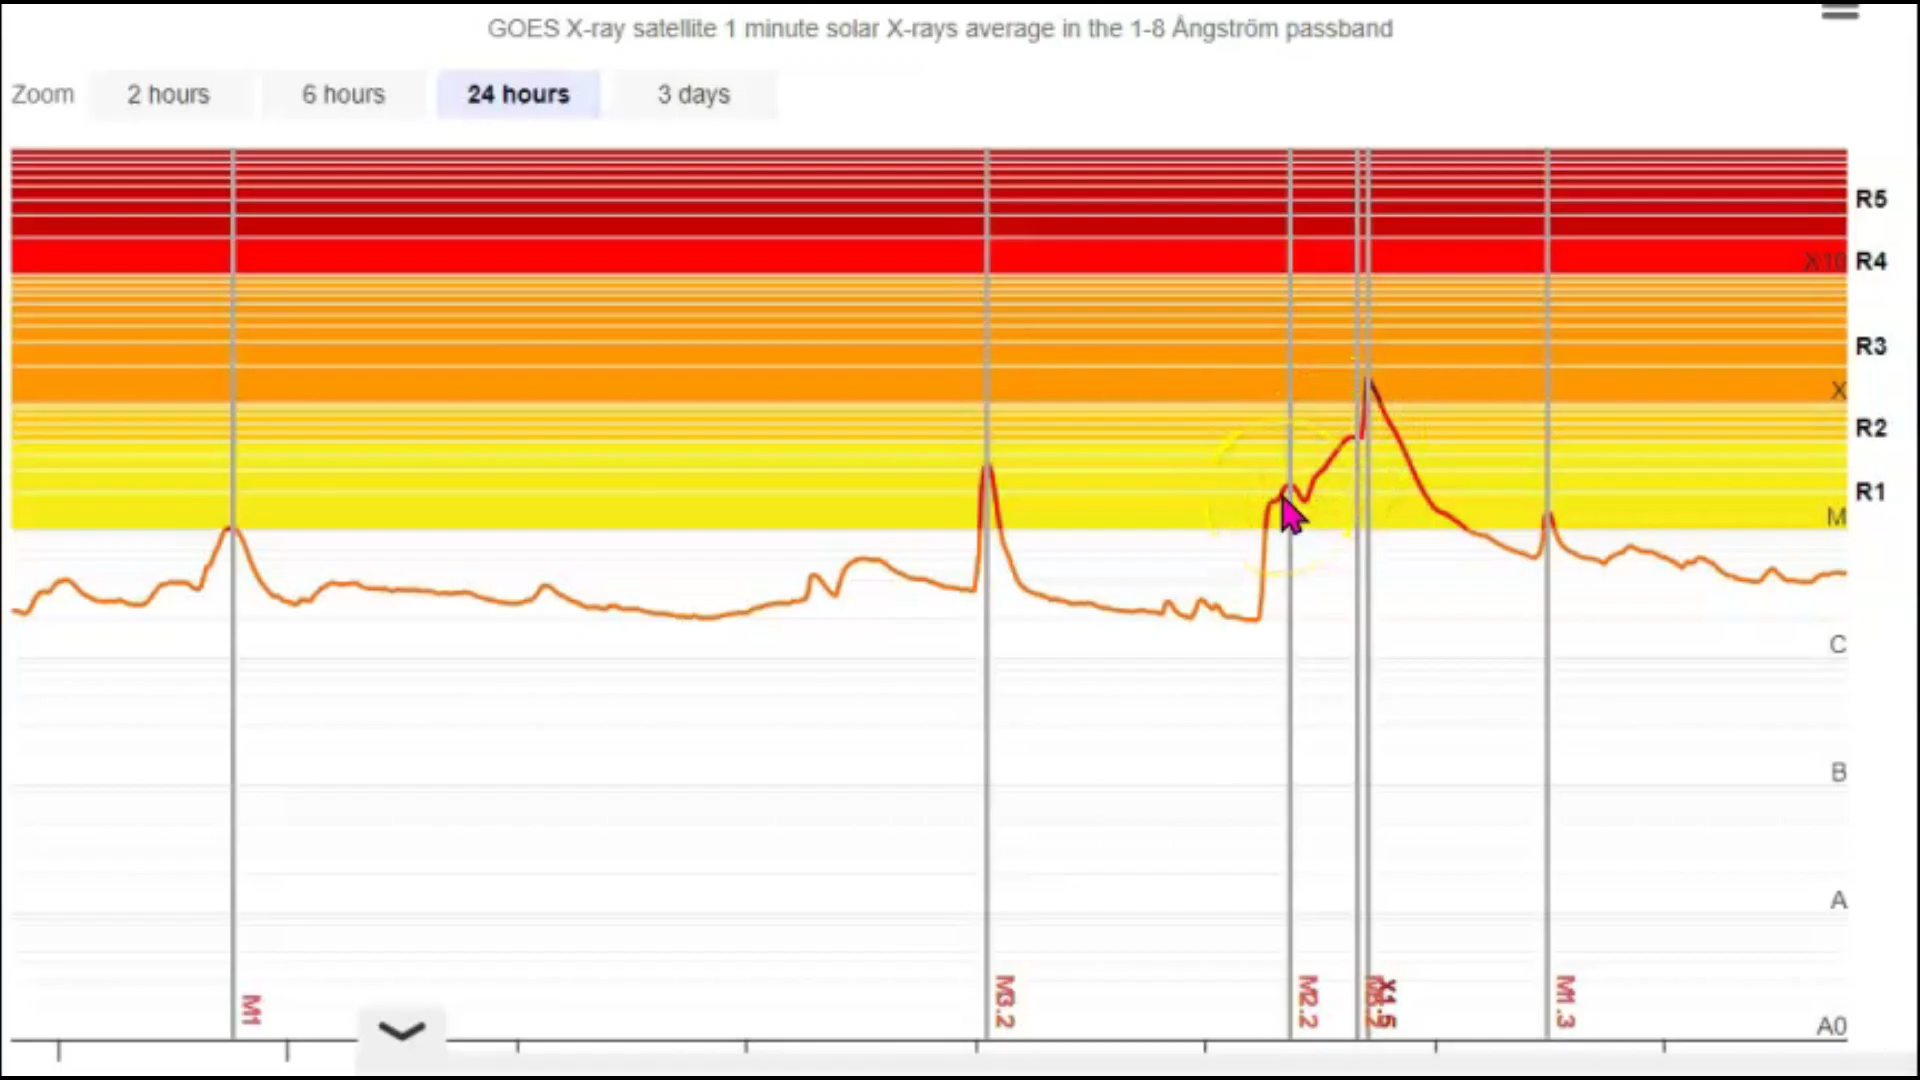 GOES X-ray satellite 1 minute solar X-rays average in the 1-8 Ångström passband
Zoom 2 hours 6 hours 24 hours 3 days
R5
X10 R4
R3
X
R2
R1
M
C
B
A
A0
M1
M3.2
M2.2
X1.5
M1.3